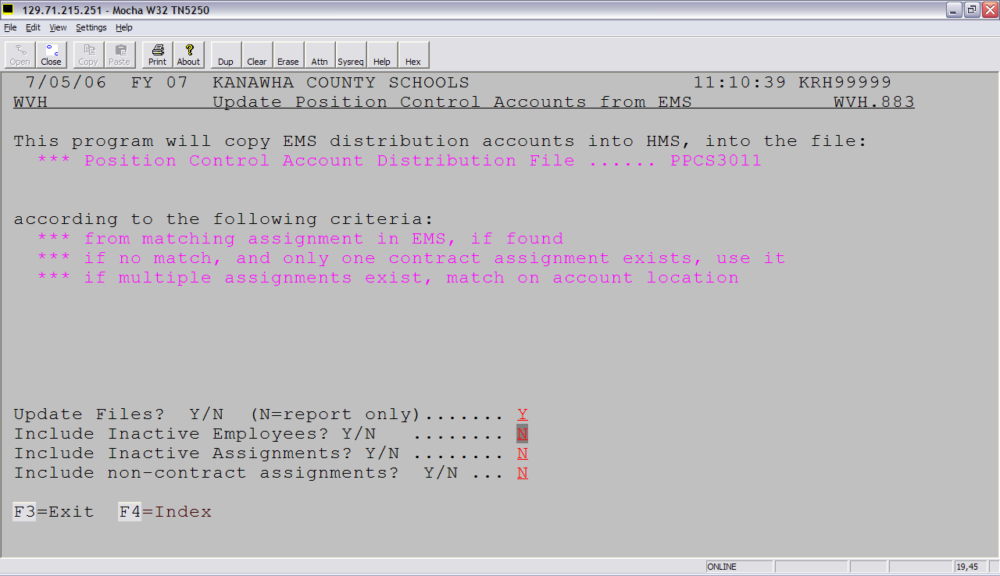 129.71.215.251 - Mocha W32 TN5250
File Edit View Settings Help
Open Close Copy Paste Print About Dup Clear Erase Attn Sysreq Help Hex
7/05/06 FY 07 KANAWHA COUNTY SCHOOLS 11:10:39 KRH99999
WVH Update Position Control Accounts from EMS WVH.883
This program will copy EMS distribution accounts into HMS, into the file:
*** Position Control Account Distribution File ...... PPCS3011
according to the following criteria:
*** from matching assignment in EMS, if found
*** if no match, and only one contract assignment exists, use it
*** if multiple assignments exist, match on account location
Update Files? Y/N (N=report only)....... Y
Include Inactive Employees? Y/N ........ N
Include Inactive Assignments? Y/N ........ N
Include non-contract assignments? Y/N ... N
F3=Exit F4=Index
ONLINE 19,45